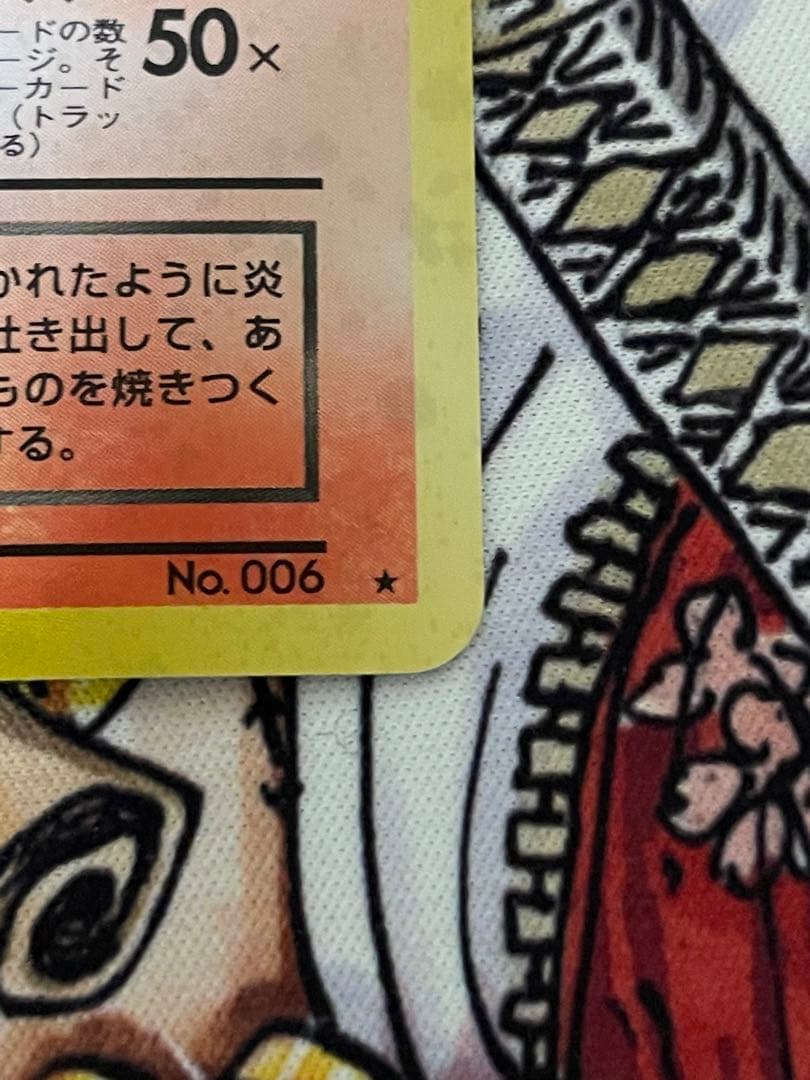 ードの数
50×
ージ。そ
ーカード
（トラッ
る）
かれたように炎
吐き出して、あ
ものを焼きつく
する。
No. 006 ★